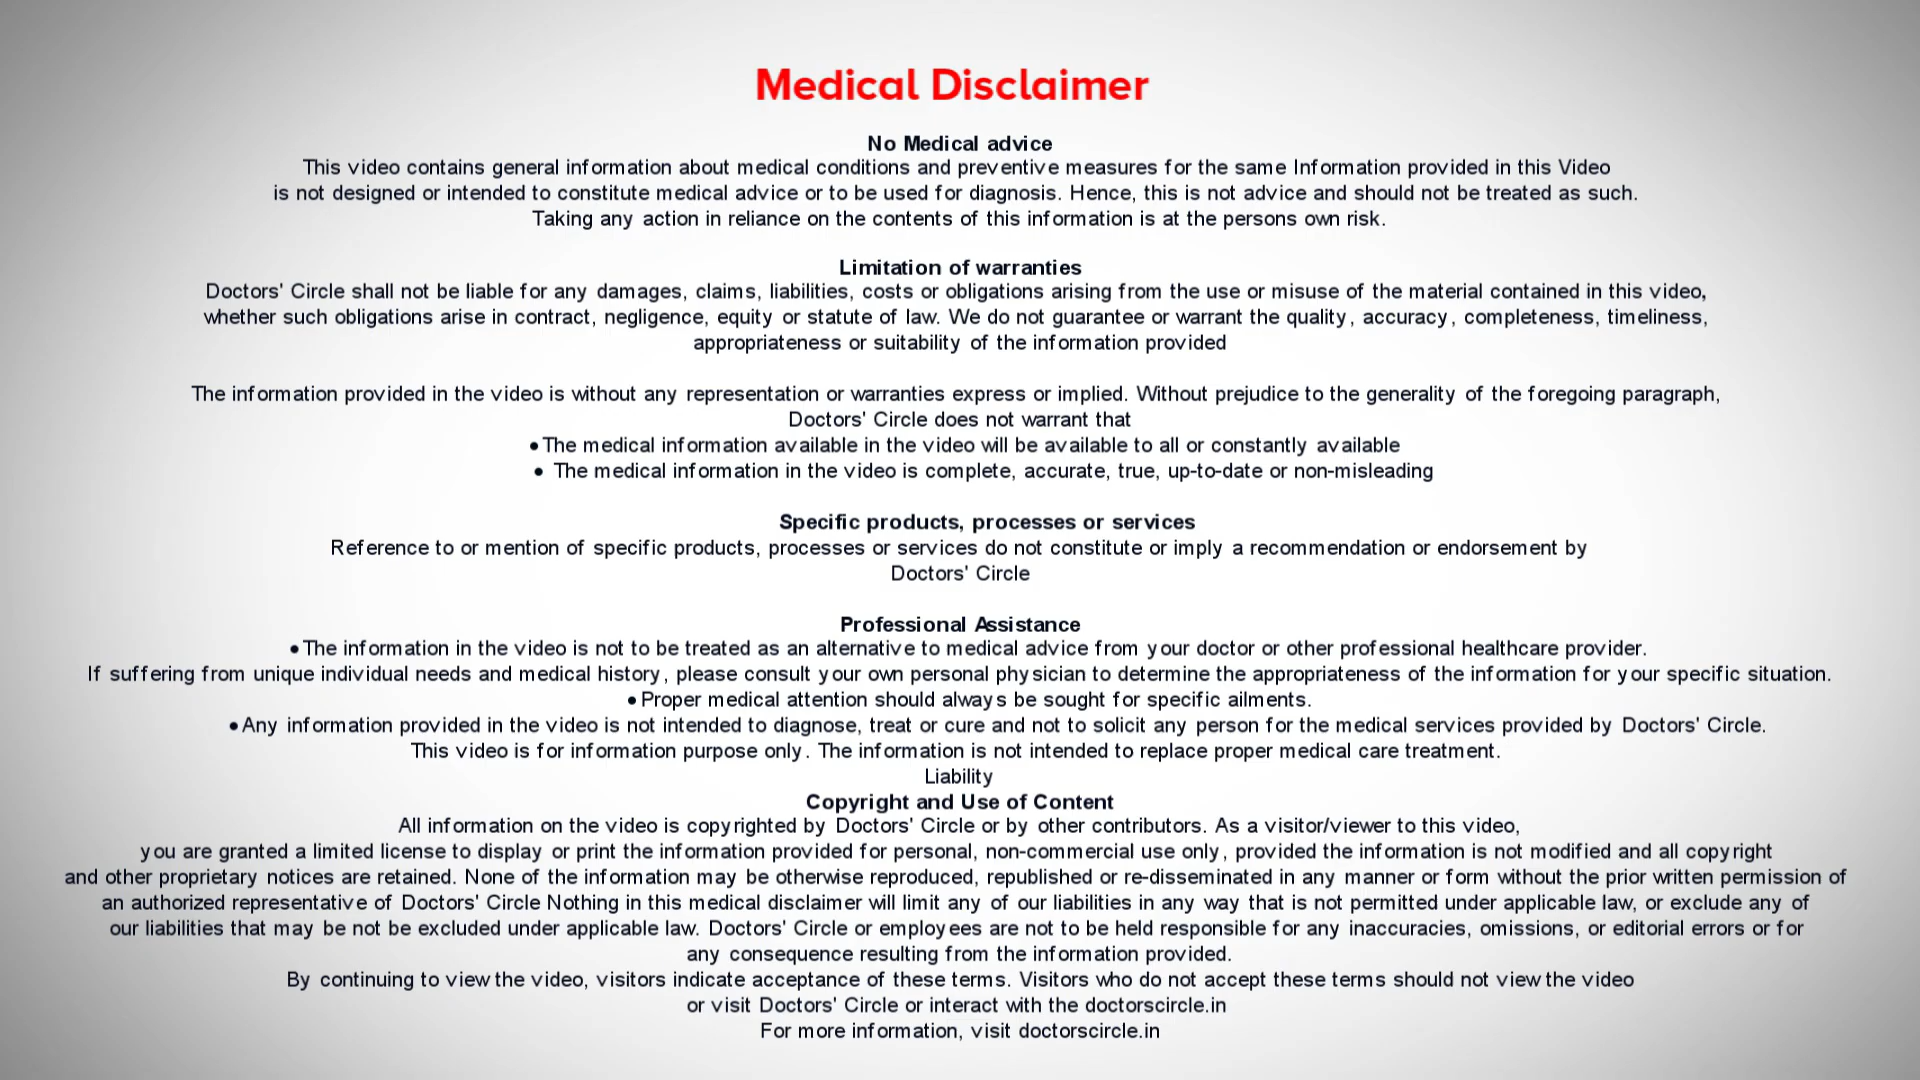 Medical Disclaimer
No Medical advice
This video contains general information about medical conditions and preventive measures for the same Information provided in this Video
is not designed or intended to constitute medical advice or to be used for diagnosis. Hence, this is not advice and should not be treated as such.
Taking any action in reliance on the contents of this information is at the persons own risk.
Limitation of warranties
Doctors' Circle shall not be liable for any damages, claims, liabilities, costs or obligations arising from the use or misuse of the material contained in this video,
whether such obligations arise in contract, negligence, equity or statute of law. We do not guarantee or warrant the quality, accuracy, completeness, timeliness,
appropriateness or suitability of the information provided
The information provided in the video is without any representation or warranties express or implied. Without prejudice to the generality of the foregoing paragraph,
Doctors' Circle does not warrant that
•The medical information available in the video will be available to all or constantly available
• The medical information in the video is complete, accurate, true, up-to-date or non-misleading
Specific products, processes or services
Reference to or mention of specific products, processes or services do not constitute or imply a recommendation or endorsement by
Doctors' Circle
Professional Assistance
•The information in the video is not to be treated as an alternative to medical advice from your doctor or other professional healthcare provider.
If suffering from unique individual needs and medical history, please consult your own personal physician to determine the appropriateness of the information for your specific situation.
•Proper medical attention should always be sought for specific ailments.
•Any information provided in the video is not intended to diagnose, treat or cure and not to solicit any person for the medical services provided by Doctors' Circle.
This video is for information purpose only. The information is not intended to replace proper medical care treatment.
Liability
Copyright and Use of Content
All information on the video is copyrighted by Doctors' Circle or by other contributors. As a visitor/viewer to this video,
you are granted a limited license to display or print the information provided for personal, non-commercial use only, provided the information is not modified and all copyright
and other proprietary notices are retained. None of the information may be otherwise reproduced, republished or re-disseminated in any manner or form without the prior written permission of
an authorized representative of Doctors' Circle Nothing in this medical disclaimer will limit any of our liabilities in any way that is not permitted under applicable law, or exclude any of
our liabilities that may be not be excluded under applicable law. Doctors' Circle or employees are not to be held responsible for any inaccuracies, omissions, or editorial errors or for
any consequence resulting from the information provided.
By continuing to view the video, visitors indicate acceptance of these terms. Visitors who do not accept these terms should not view the video
or visit Doctors' Circle or interact with the doctorscircle.in
For more information, visit doctorscircle.in